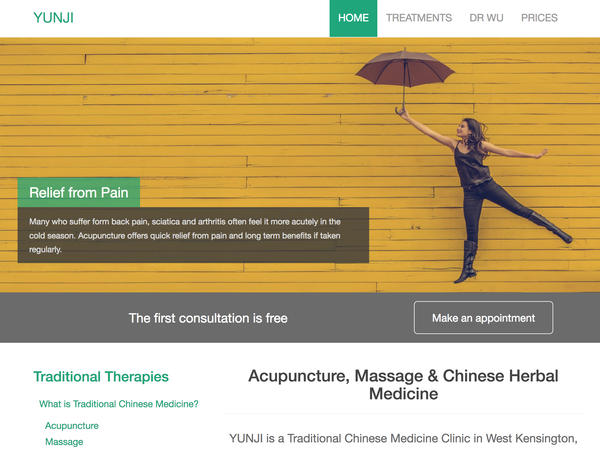 YUNJI
HOME TREATMENTS DR WU PRICES
Relief from Pain
Many who suffer form back pain, sciatica and arthritis often feel it more acutely in the
cold season. Acupuncture offers quick relief from pain and long term benefits if taken
regularly.
The first consultation is free
Make an appointment
Traditional Therapies
What is Traditional Chinese Medicine?
Acupuncture
Massage
Acupuncture, Massage & Chinese Herbal
Medicine
YUNJI is a Traditional Chinese Medicine Clinic in West Kensington,